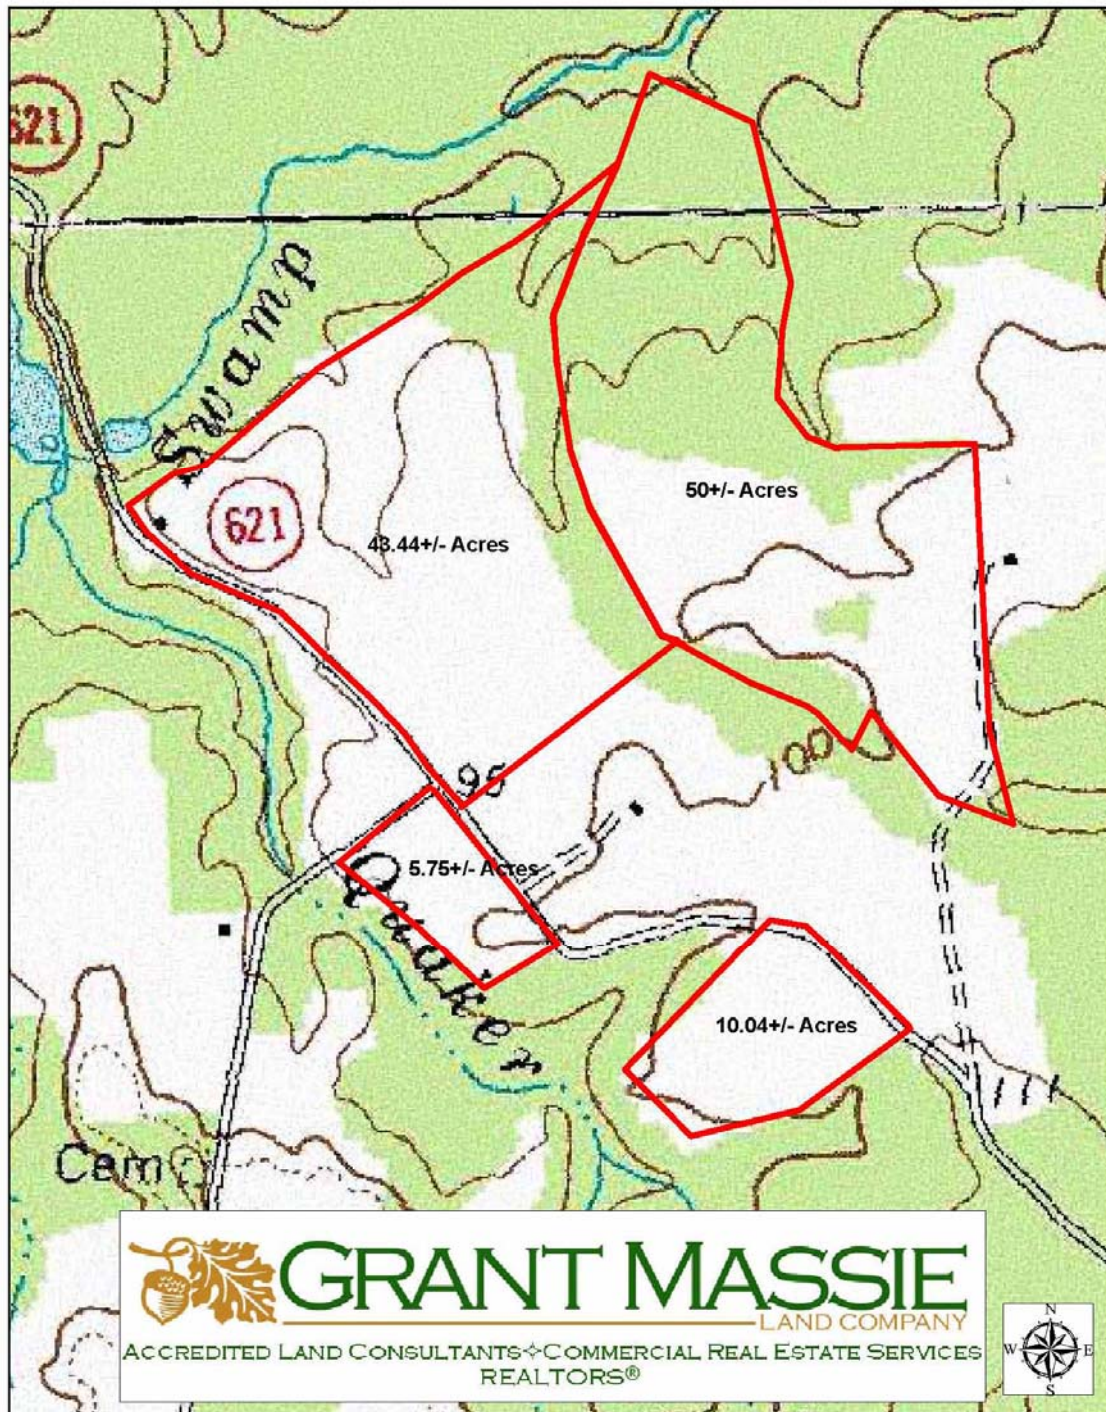 621
Swamp
50+/- Acres
621
43.44+/- Acres
96
100
5.75+/- Acres
Quaker
10.04+/- Acres
Cem
GRANT MASSIE
LAND COMPANY
ACCREDITED LAND CONSULTANTS✧COMMERCIAL REAL ESTATE SERVICES
REALTORS®
N
W E
S